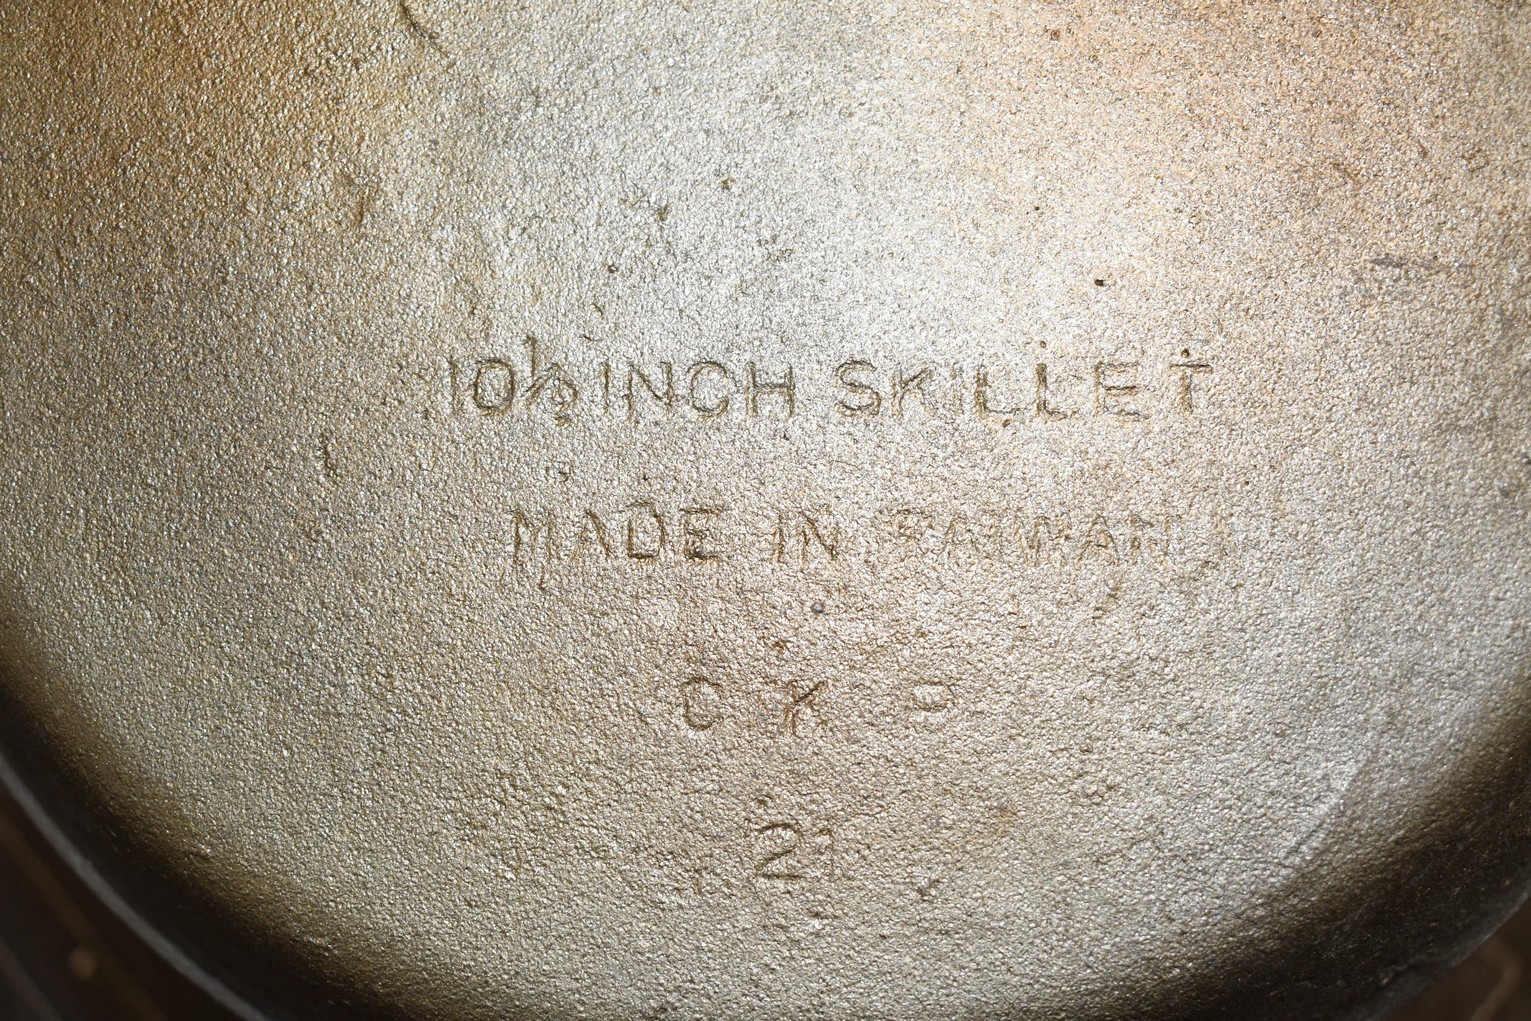 10½ INCH SKILLET
MADE IN TAIWAN
C K P
21